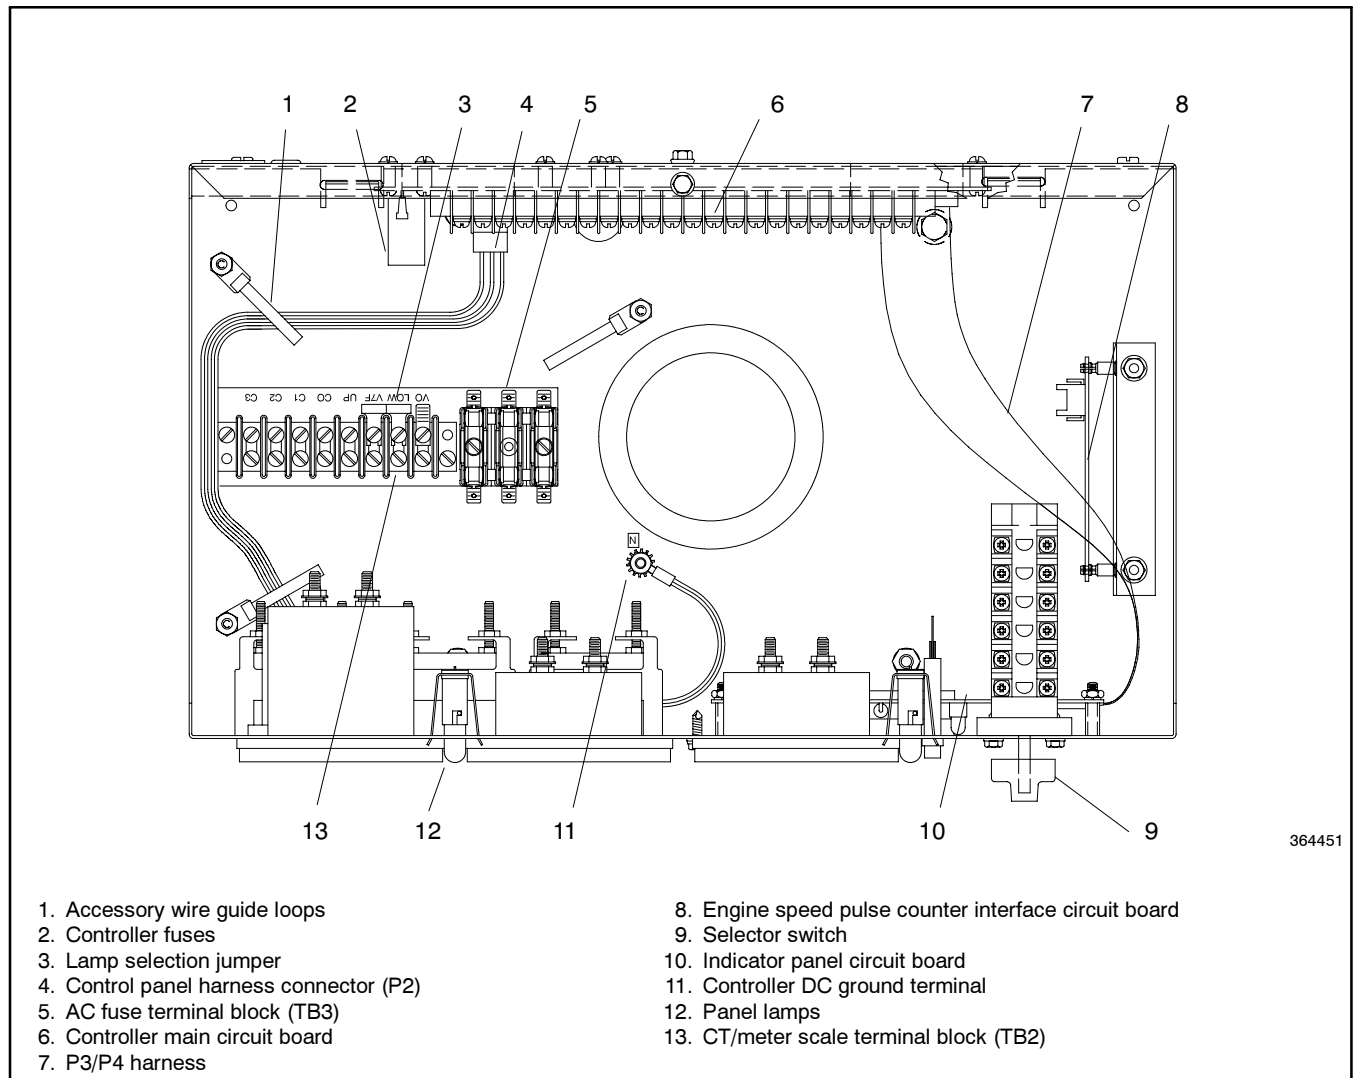 1 2 3 4 5 6 7 8
C3 C2 C1 CO UP V7F LOW VO
N
13 12 11 10 9
364451
1. Accessory wire guide loops
2. Controller fuses
3. Lamp selection jumper
4. Control panel harness connector (P2)
5. AC fuse terminal block (TB3)
6. Controller main circuit board
7. P3/P4 harness
8. Engine speed pulse counter interface circuit board
9. Selector switch
10. Indicator panel circuit board
11. Controller DC ground terminal
12. Panel lamps
13. CT/meter scale terminal block (TB2)